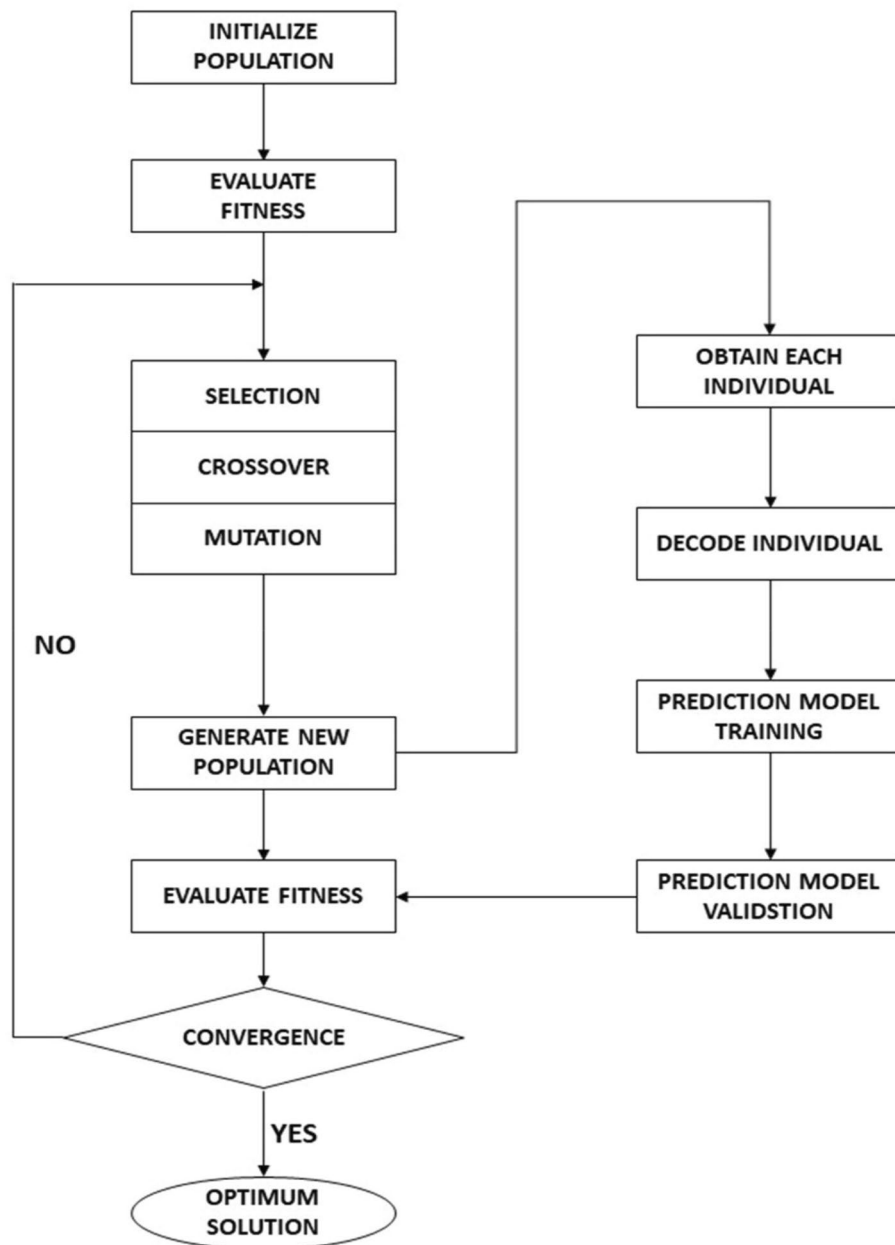 INITIALIZE
POPULATION
EVALUATE
FITNESS
SELECTION
CROSSOVER
MUTATION
NO
GENERATE NEW
POPULATION
EVALUATE FITNESS
CONVERGENCE
YES
OPTIMUM
SOLUTION
OBTAIN EACH
INDIVIDUAL
DECODE INDIVIDUAL
PREDICTION MODEL
TRAINING
PREDICTION MODEL
VALIDSTION